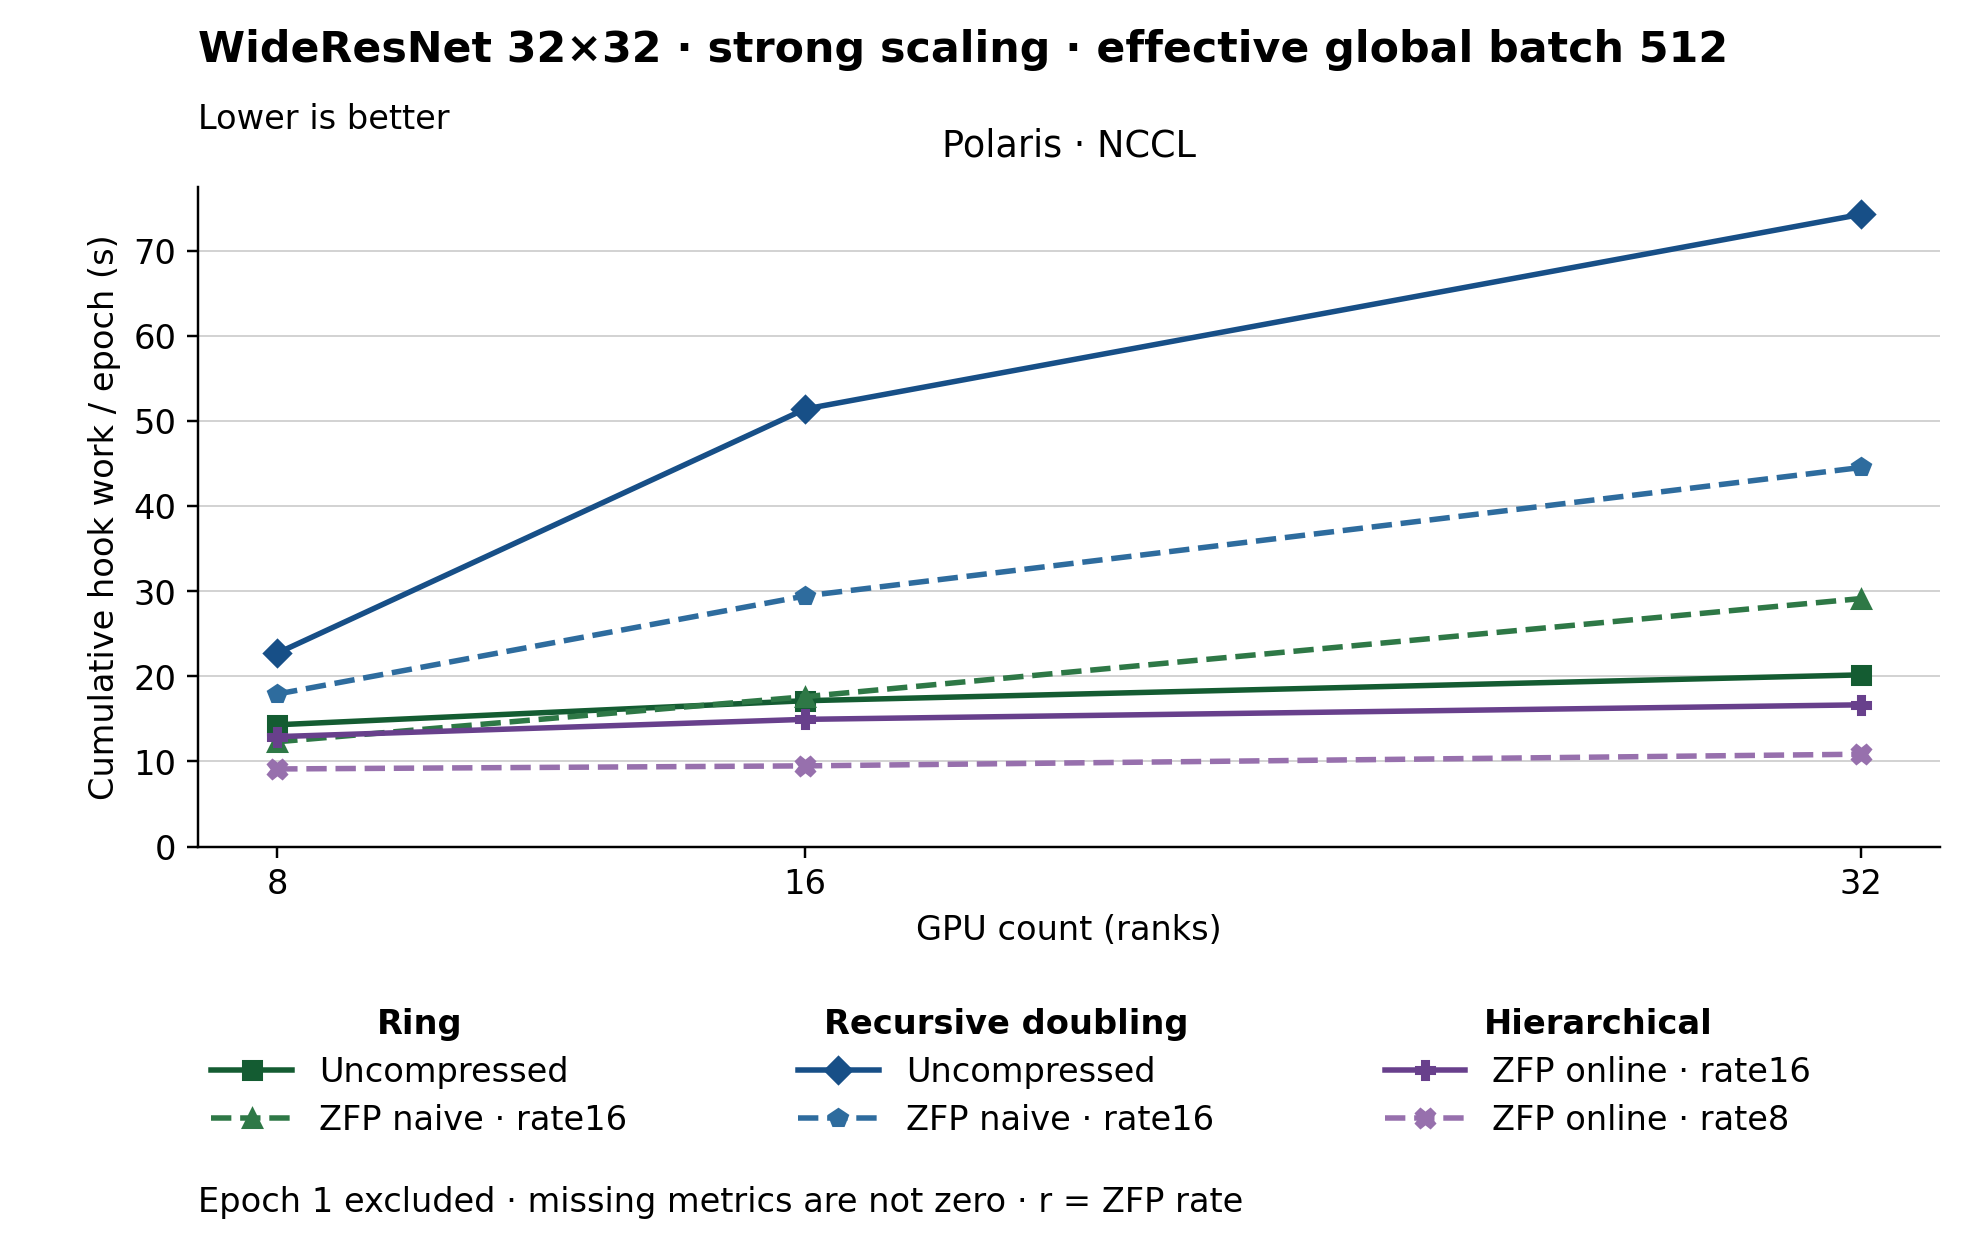 WideResNet 32×32 · strong scaling · effective global batch 512
Lower is better
Polaris · NCCL
Cumulative hook work / epoch (s)
70
60
50
40
30
20
10
0
8 16 32
GPU count (ranks)
Ring
Uncompressed
ZFP naive · rate16
Recursive doubling
Uncompressed
ZFP naive · rate16
Hierarchical
ZFP online · rate16
ZFP online · rate8
Epoch 1 excluded · missing metrics are not zero · r = ZFP rate